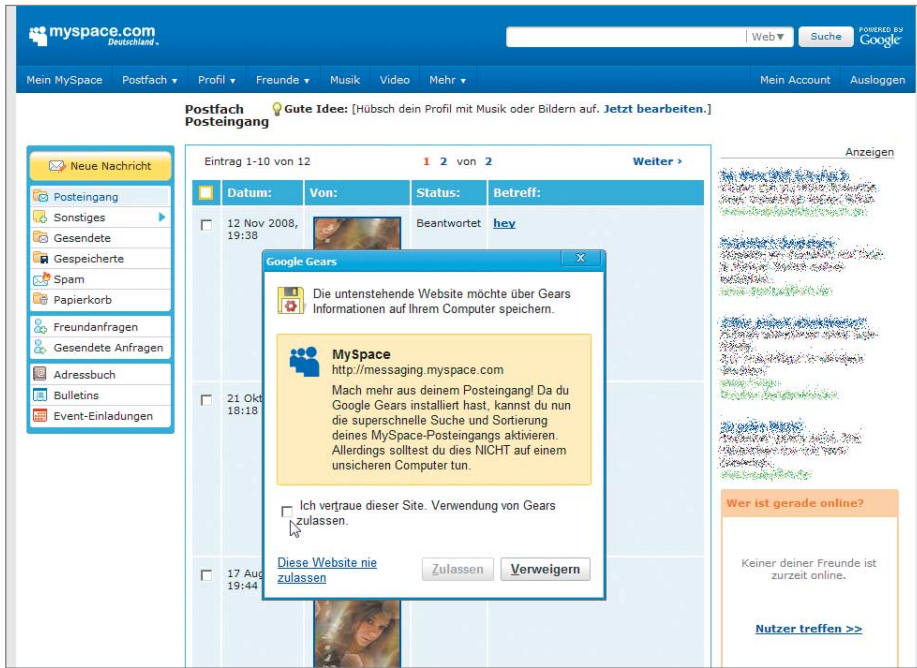 myspace.com
Deutschland
Web▼ Suche POWERED BY Google
Mein MySpace Postfach ▾ Profil ▾ Freunde ▾ Musik Video Mehr ▾ Mein Account Ausloggen
Postfach
Posteingang
Gute Idee: [Hübsch dein Profil mit Musik oder Bildern auf. Jetzt bearbeiten.]
Neue Nachricht
Posteingang
Sonstiges
Gesendete
Gespeicherte
Spam
Papierkorb
Freundanfragen
Gesendete Anfragen
Adressbuch
Bulletins
Event-Einladungen
Eintrag 1-10 von 12 1 2 von 2 Weiter ›
Datum: Von: Status: Betreff:
12 Nov 2008, Beantwortet hey
19:38
21 Okt
18:18
17 Aug
19:44
Google Gears X
Die untenstehende Website möchte über Gears
Informationen auf Ihrem Computer speichern.
MySpace
http://messaging.myspace.com
Mach mehr aus deinem Posteingang! Da du
Google Gears installiert hast, kannst du nun
die superschnelle Suche und Sortierung
deines MySpace-Posteingangs aktivieren.
Allerdings solltest du dies NICHT auf einem
unsicheren Computer tun.
Ich vertraue dieser Site. Verwendung von Gears
zulassen.
Diese Website nie
zulassen
Zulassen Verweigern
Anzeigen
Wer ist gerade online?
Keiner deiner Freunde ist
zurzeit online.
Nutzer treffen >>